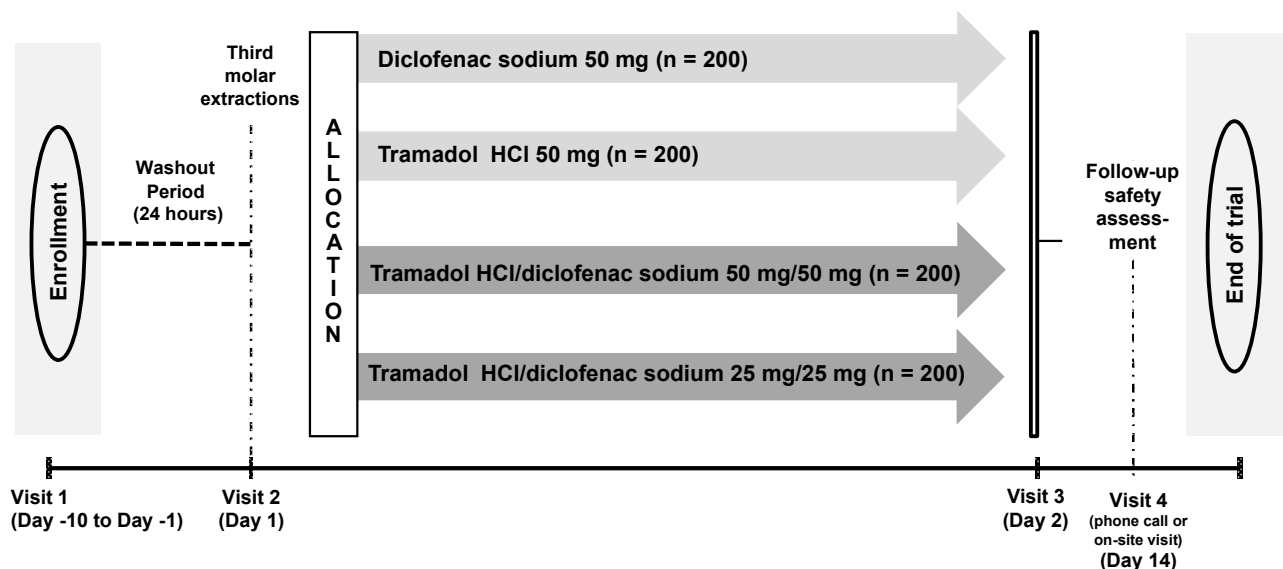 Enrollment
Washout
Period
(24 hours)
Third
molar
extractions
ALLOCATION
Diclofenac sodium 50 mg (n = 200)
Tramadol HCl 50 mg (n = 200)
Tramadol HCl/diclofenac sodium 50 mg/50 mg (n = 200)
Tramadol HCl/diclofenac sodium 25 mg/25 mg (n = 200)
Follow-up
safety
assess-
ment
End of trial
Visit 1
(Day -10 to Day -1)
Visit 2
(Day 1)
Visit 3
(Day 2)
Visit 4
(phone call or
on-site visit)
(Day 14)